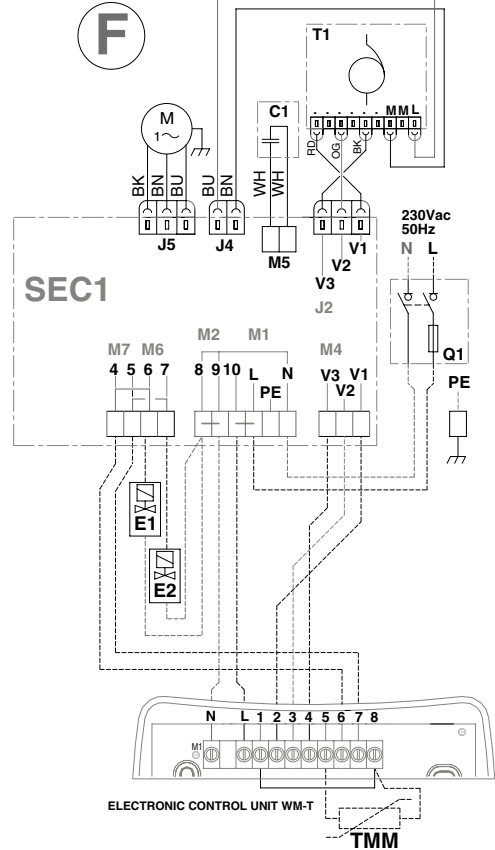 F
T1
M M L
RD OG BK
M
1~
C1
BK BN BU BU BN WH WH
J5 J4
M5
V3 V2 V1
J2
230Vac
50Hz
N L
Q1
PE
SEC1
M7 M6 M2 M1 M4
4 5 6 7 8 9 10 L PE N V3 V2 V1
E1
E2
N L 1 2 3 4 5 6 7 8
M1
ELECTRONIC CONTROL UNIT WM-T
TMM